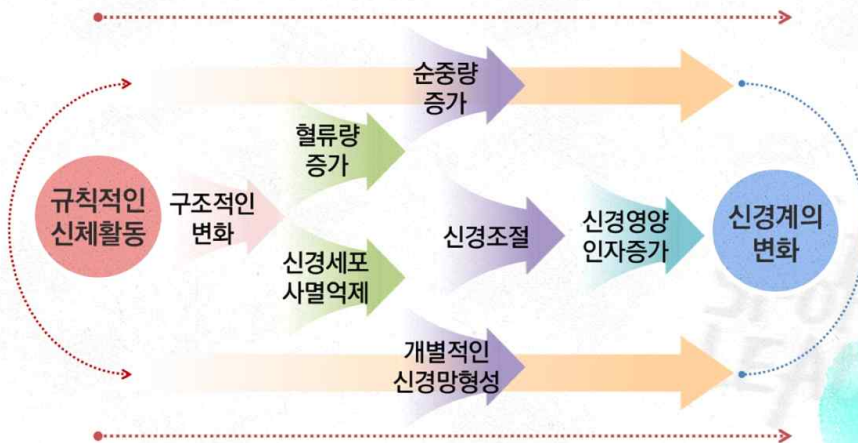 순중량
증가
혈류량
증가
규칙적인
신체활동
구조적인
변화
신경조절
신경영양
인자증가
신경계의
변화
신경세포
사멸억제
개별적인
신경망형성